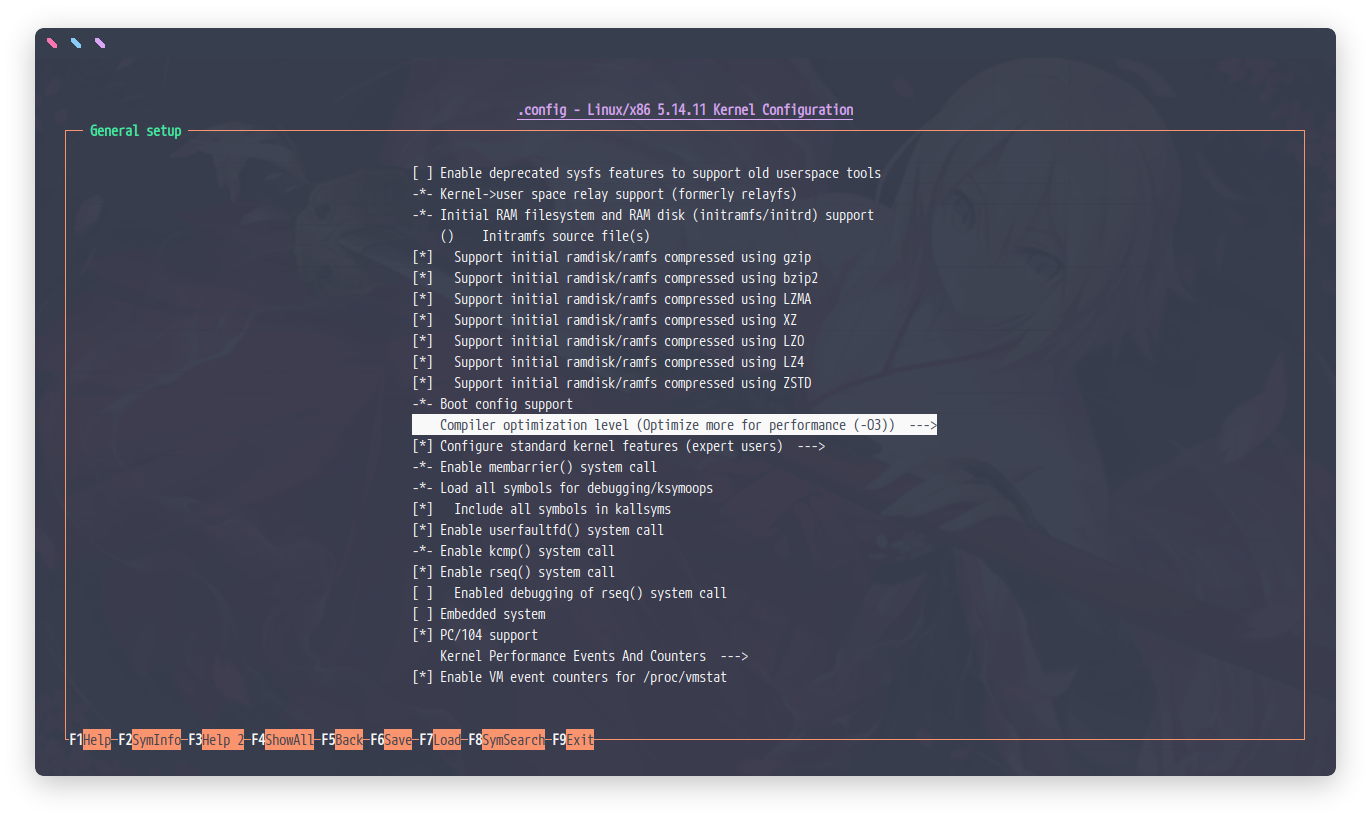 .config - Linux/x86 5.14.11 Kernel Configuration
General setup
[ ] Enable deprecated sysfs features to support old userspace tools
-*- Kernel->user space relay support (formerly relayfs)
-*- Initial RAM filesystem and RAM disk (initramfs/initrd) support
()    Initramfs source file(s)
[*]   Support initial ramdisk/ramfs compressed using gzip
[*]   Support initial ramdisk/ramfs compressed using bzip2
[*]   Support initial ramdisk/ramfs compressed using LZMA
[*]   Support initial ramdisk/ramfs compressed using XZ
[*]   Support initial ramdisk/ramfs compressed using LZO
[*]   Support initial ramdisk/ramfs compressed using LZ4
[*]   Support initial ramdisk/ramfs compressed using ZSTD
-*- Boot config support
Compiler optimization level (Optimize more for performance (-O3))  --->
[*] Configure standard kernel features (expert users)  --->
-*- Enable membarrier() system call
-*- Load all symbols for debugging/ksymoops
[*]   Include all symbols in kallsyms
[*] Enable userfaultfd() system call
-*- Enable kcmp() system call
[*] Enable rseq() system call
[ ]   Enabled debugging of rseq() system call
[ ] Embedded system
[*] PC/104 support
Kernel Performance Events And Counters  --->
[*] Enable VM event counters for /proc/vmstat
F1Help F2SymInfo F3Help 2 F4ShowAll F5Back F6Save F7Load F8SymSearch F9Exit